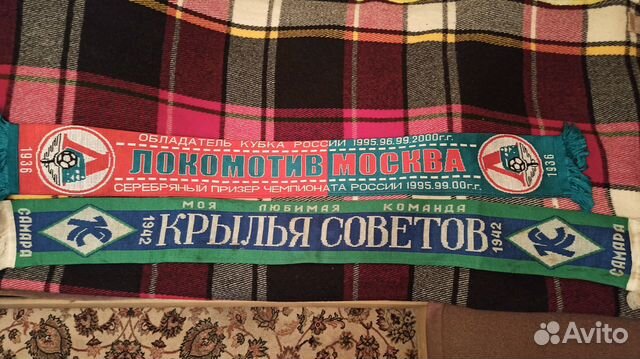 ОБЛАДАТЕЛЬ КУБКА РОССИИ 1995.96.99.2000г.г.
1936
ЛОКОМОТИВ МОСКВА
1936
СЕРЕБРЯНЫЙ ПРИЗЕР ЧЕМПИОНАТА РОССИИ 1995.99.00г.г.
МОЯ ЛЮБИМАЯ КОМАНДА
САМАРА
1942
КРЫЛЬЯ СОВЕТОВ
1942
САМАРА
Avito